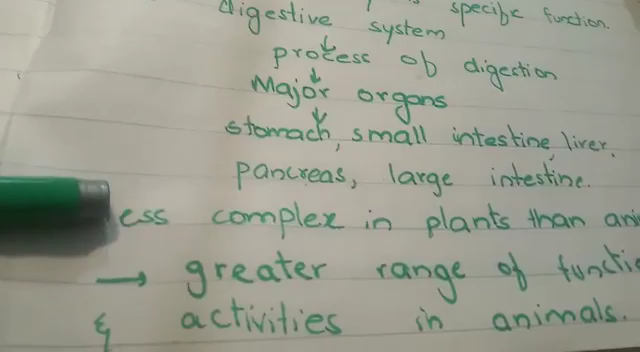 specific function.
digestive system
↓
process of digestion
↓
Major organs
↓
stomach, small intestine, liver,
pancreas, large intestine.
complex in plants than
→ greater range of
& activities in animals.